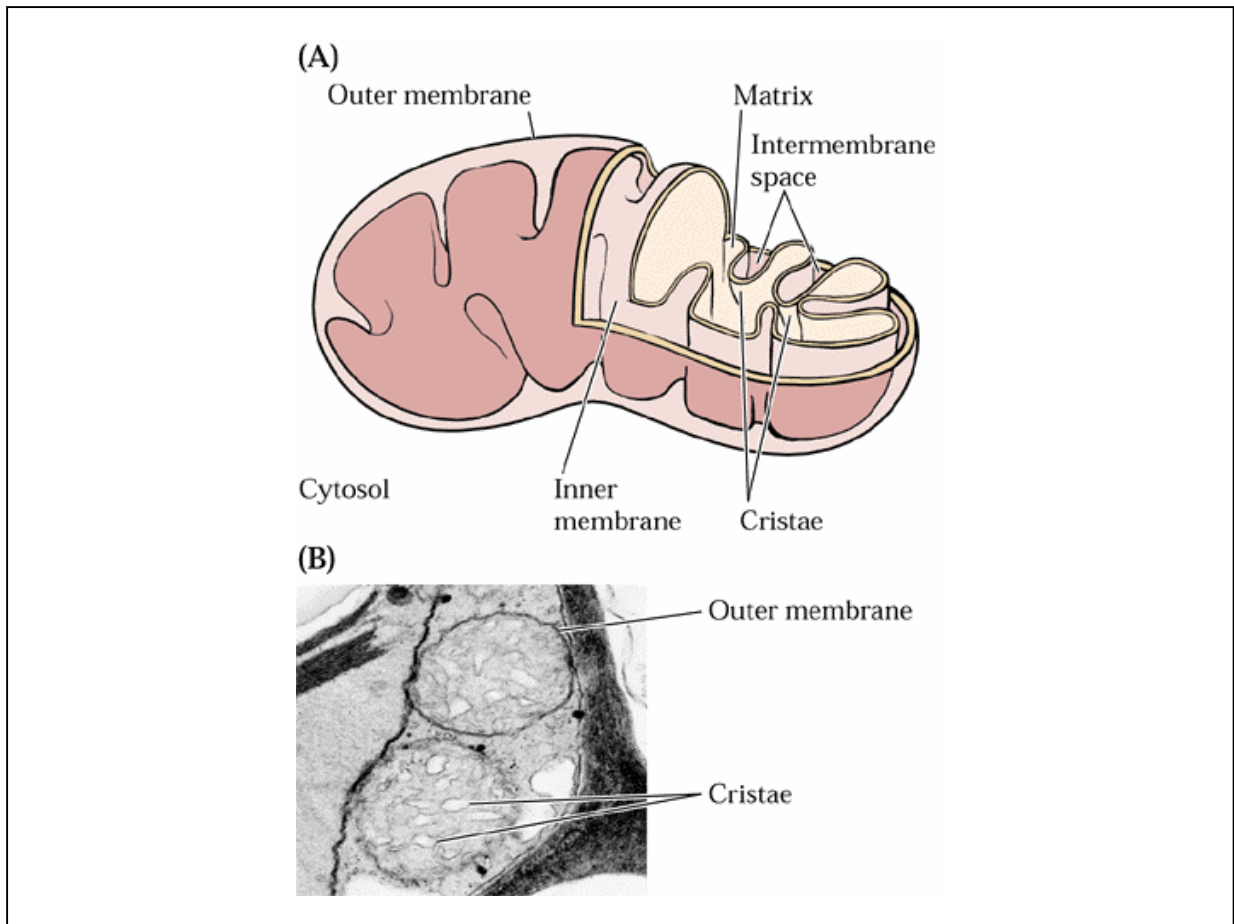 (A)
Outer membrane
Matrix
Intermembrane
space
Cytosol
Inner
membrane
Cristae
(B)
Outer membrane
Cristae